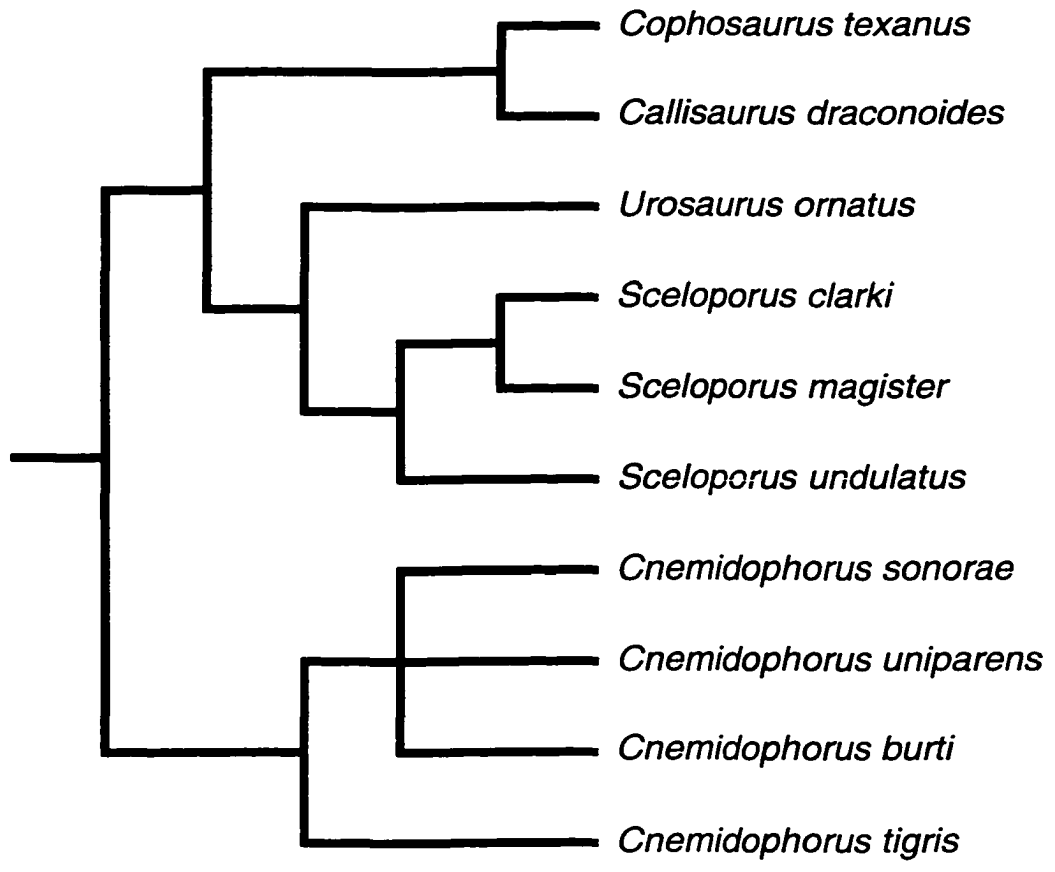 Cophosaurus texanus
Callisaurus draconoides
Urosaurus ornatus
Sceloporus clarki
Sceloporus magister
Sceloporus undulatus
Cnemidophorus sonorae
Cnemidophorus uniparens
Cnemidophorus burti
Cnemidophorus tigris